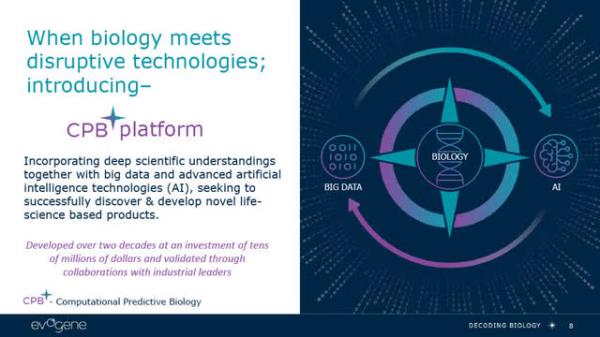 When biology meets
disruptive technologies;
introducing–
CPB platform
Incorporating deep scientific understandings
together with big data and advanced artificial
intelligence technologies (AI), seeking to
successfully discover & develop novel life-
science based products.
Developed over two decades at an investment of tens
of millions of dollars and validated through
collaborations with industrial leaders
CPB - Computational Predictive Biology
0011
1010
0101
BIG DATA
BIOLOGY
AI
evogene
DECODING BIOLOGY
8